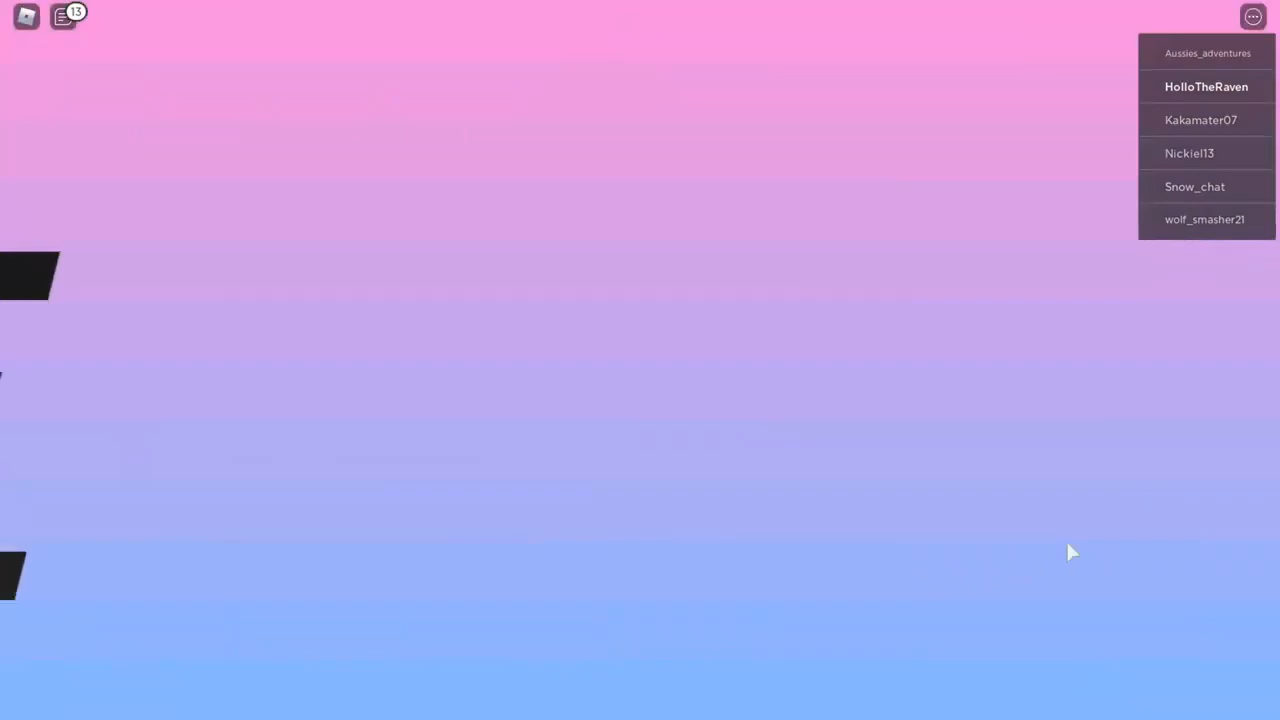 13
Aussies_adventures
HolloTheRaven
Kakamater07
Nickiel13
Snow_chat
wolf_smasher21